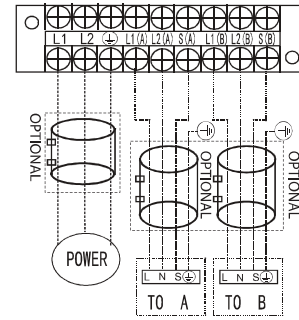 L1 L2 L1(A) L2(A) S(A) L1(B) L2(B) S(B)
OPTIONAL
OPTIONAL
OPTIONAL
POWER
L N S
L N S
TO A
TO B